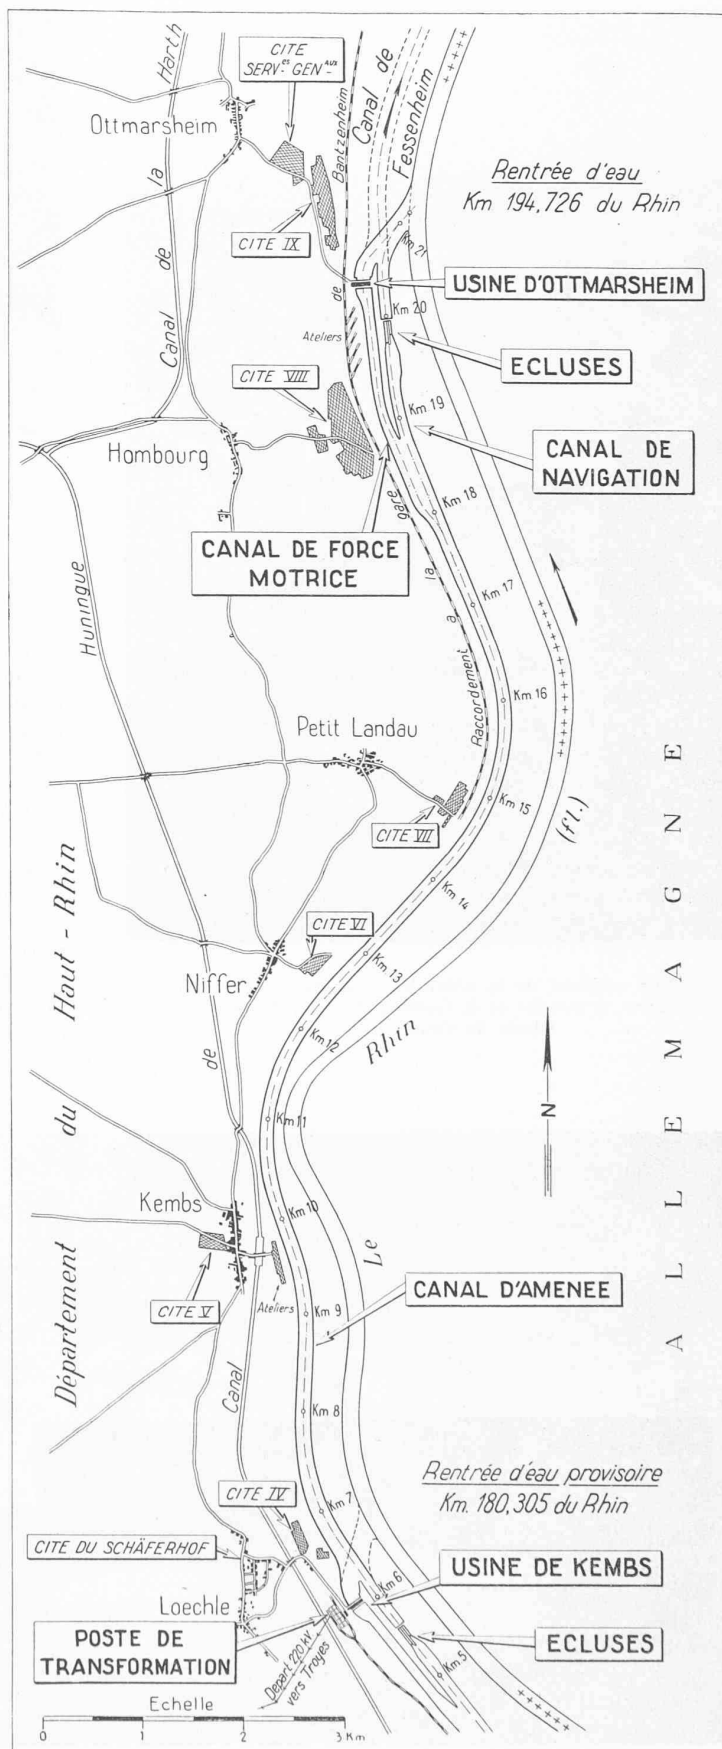 CITE
SERV-ES GEN-AUX
Canal de
Fessenheim
Harth
la
de
Canal
Ottmarsheim
Bantzenheim
Rentrée d'eau
Km 194,726 du Rhin
CITE IX
Km 21
USINE D'OTTMARSHEIM
de
Km 20
Ateliers
ECLUSES
CITE VIII
Km 19
CANAL DE
NAVIGATION
Hombourg
gare
Km 18
CANAL DE FORCE
MOTRICE
la
Km 17
Huningue
a
Raccordement
Km 16
Petit Landau
Km 15
CITE VII
(fl.)
Km 14
CITE VI
Km 13
Niffer
Km 12
Rhin
de
N
Km 11
Kembs
Km 10
Le
CITE V
Ateliers
CANAL D'AMENEE
Km 9
Département du Haut-Rhin
ALLEMAGNE
Canal
Km 8
Rentrée d'eau provisoire
Km. 180,305 du Rhin
CITE IV
Km 7
CITE DU SCHÄFERHOF
USINE DE KEMBS
Km 6
Loechle
POSTE DE
TRANSFORMATION
ECLUSES
Départ 220 kv
vers Troyes
Km 5
Echelle
0 1 2 3 Km